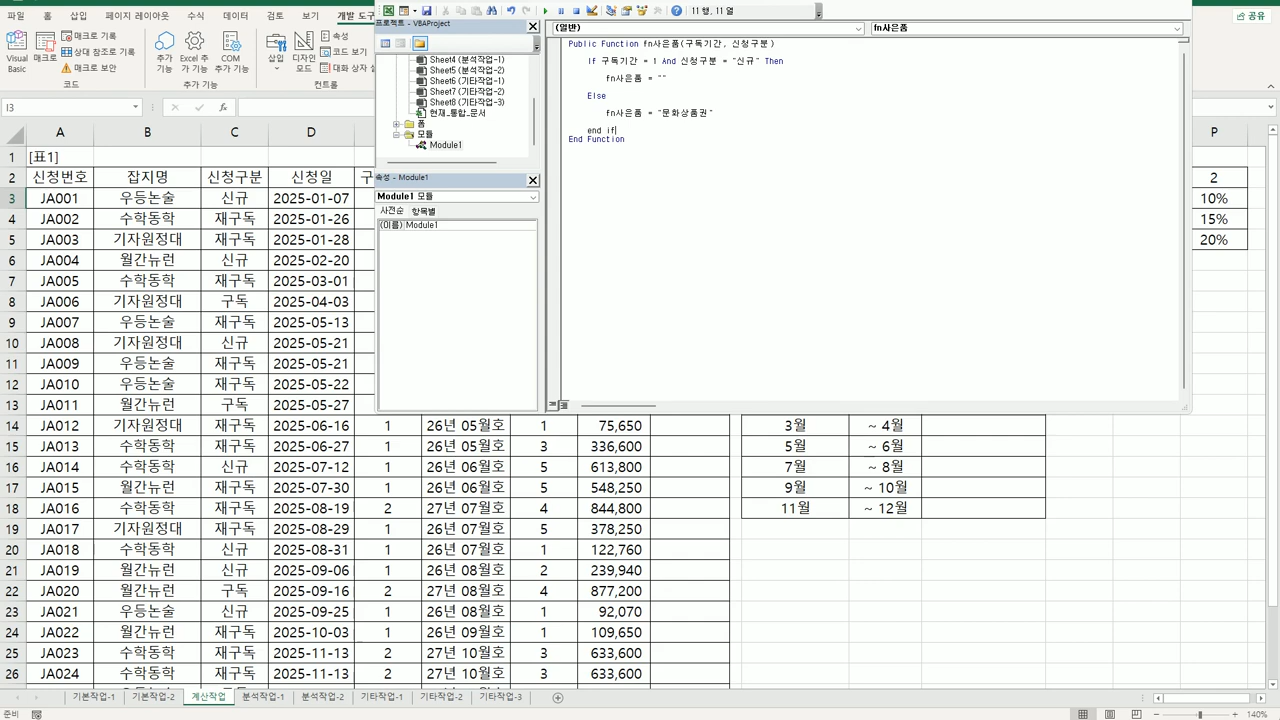 파일
홈
삽입
페이지 레이아웃
수식
데이터
검토
보기
개발 도구
공유
Visual Basic
매크로
매크로 기록
상대 참조로 기록
매크로 보안
코드
추가 기능
Excel 추가 기능
COM 추가 기능
추가 기능
삽입
디자인 모드
속성
코드 보기
대화 상자 실
컨트롤
11 행, 11 열
프로젝트 - VBAProject
Sheet4 (분석작업-1)
Sheet5 (분석작업-2)
Sheet6 (기타작업-1)
Sheet7 (기타작업-2)
Sheet8 (기타작업-3)
현재_통합_문서
폼
모듈
Module1
속성 - Module1
Module1 모듈
사전순 항목별
(이름) Module1
(일반)
fn사은품
Public Function fn사은품(구독기간, 신청구분)
If 구독기간 = 1 And 신청구분 = "신규" Then
fn사은품 = ""
Else
fn사은품 = "문화상품권"
end if
End Function
I3
fx
A B C D P
1 [표1]
2 신청번호 잡지명 신청구분 신청일 구 2
3 JA001 우등논술 신규 2025-01-07 10%
4 JA002 수학동학 재구독 2025-01-26 15%
5 JA003 기자원정대 재구독 2025-01-28 20%
6 JA004 월간뉴런 신규 2025-02-20
7 JA005 수학동학 재구독 2025-03-01
8 JA006 기자원정대 구독 2025-04-03
9 JA007 우등논술 재구독 2025-05-13
10 JA008 기자원정대 신규 2025-05-21
11 JA009 우등논술 재구독 2025-05-21
12 JA010 우등논술 재구독 2025-05-22
13 JA011 월간뉴런 구독 2025-05-27
14 JA012 기자원정대 재구독 2025-06-16 1 26년 05월호 1 75,650 3월 ~ 4월
15 JA013 수학동학 재구독 2025-06-27 1 26년 05월호 3 336,600 5월 ~ 6월
16 JA014 수학동학 신규 2025-07-12 1 26년 06월호 5 613,800 7월 ~ 8월
17 JA015 월간뉴런 재구독 2025-07-30 1 26년 06월호 5 548,250 9월 ~ 10월
18 JA016 수학동학 재구독 2025-08-19 2 27년 07월호 4 844,800 11월 ~ 12월
19 JA017 기자원정대 재구독 2025-08-29 1 26년 07월호 5 378,250
20 JA018 수학동학 신규 2025-08-31 1 26년 07월호 1 122,760
21 JA019 월간뉴런 신규 2025-09-06 1 26년 08월호 2 239,940
22 JA020 월간뉴런 구독 2025-09-16 2 27년 08월호 4 877,200
23 JA021 우등논술 신규 2025-09-25 1 26년 08월호 1 92,070
24 JA022 월간뉴런 재구독 2025-10-03 1 26년 09월호 1 109,650
25 JA023 수학동학 재구독 2025-11-13 2 27년 10월호 3 633,600
26 JA024 수학동학 재구독 2025-11-13 2 27년 10월호 3 633,600
기본작업-1 기본작업-2 계산작업 분석작업-1 분석작업-2 기타작업-1 기타작업-2 기타작업-3
준비
140%